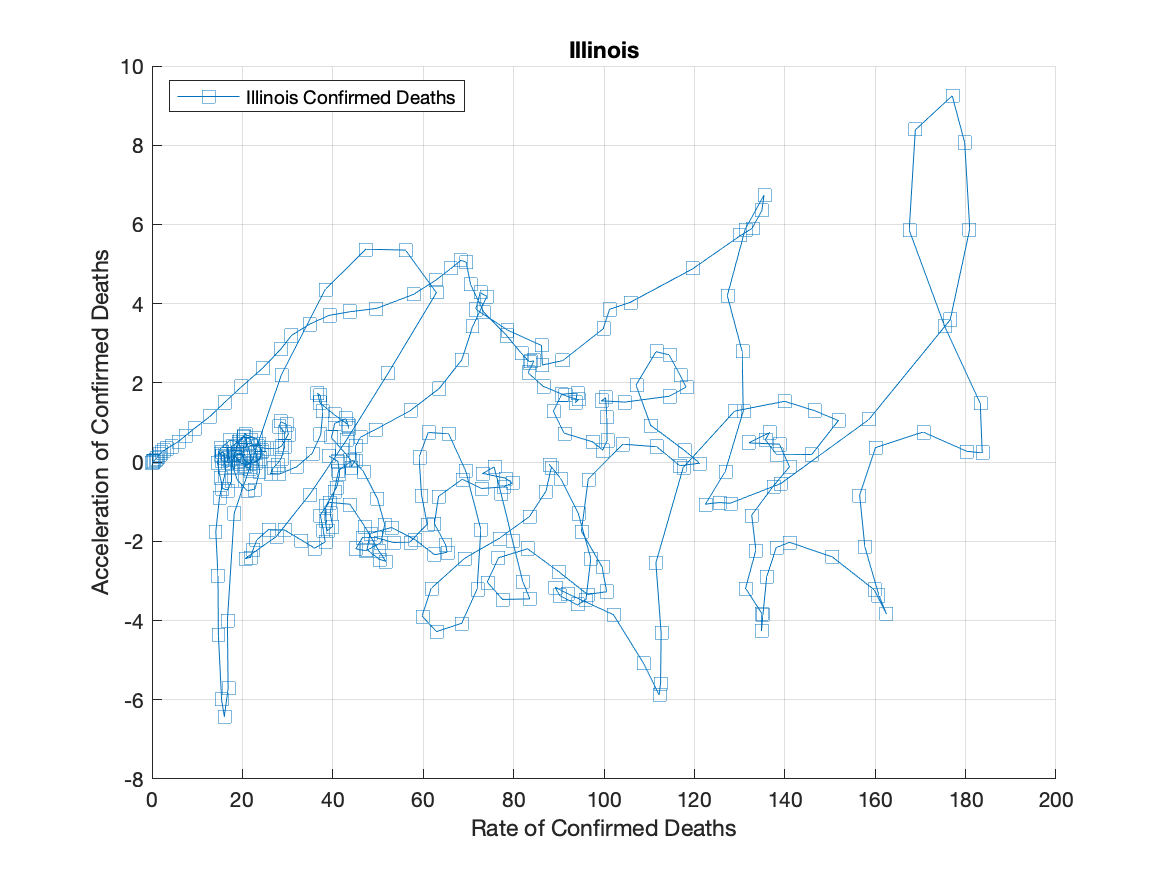 Illinois
Illinois Confirmed Deaths
10
8
6
4
2
0
-2
-4
-6
-8
Acceleration of Confirmed Deaths
0 20 40 60 80 100 120 140 160 180 200
Rate of Confirmed Deaths